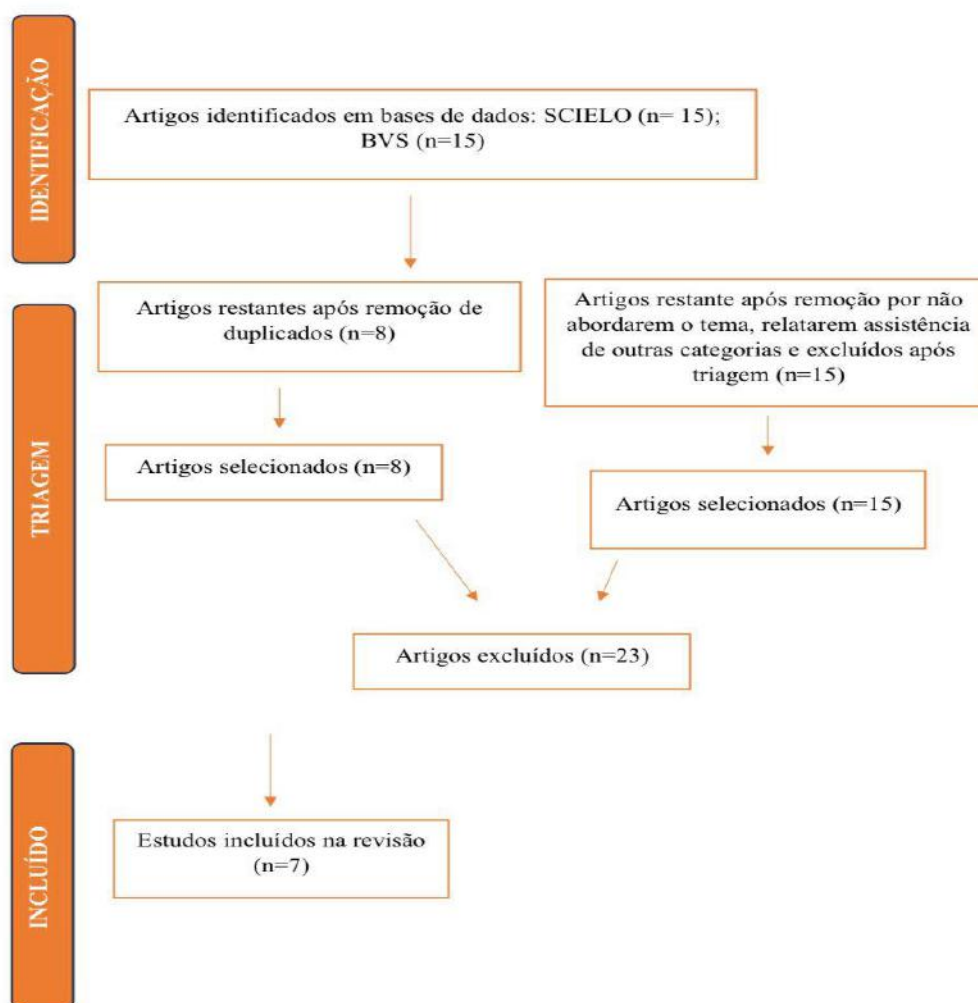 IDENTIFICAÇÃO
Artigos identificados em bases de dados: SCIELO (n= 15);
BVS (n=15)
TRIAGEM
Artigos restantes após remoção de
duplicados (n=8)
Artigos restante após remoção por não
abordarem o tema, relatarem assistência
de outras categorias e excluídos após
triagem (n=15)
Artigos selecionados (n=8)
Artigos selecionados (n=15)
Artigos excluídos (n=23)
INCLUÍDO
Estudos incluídos na revisão
(n=7)